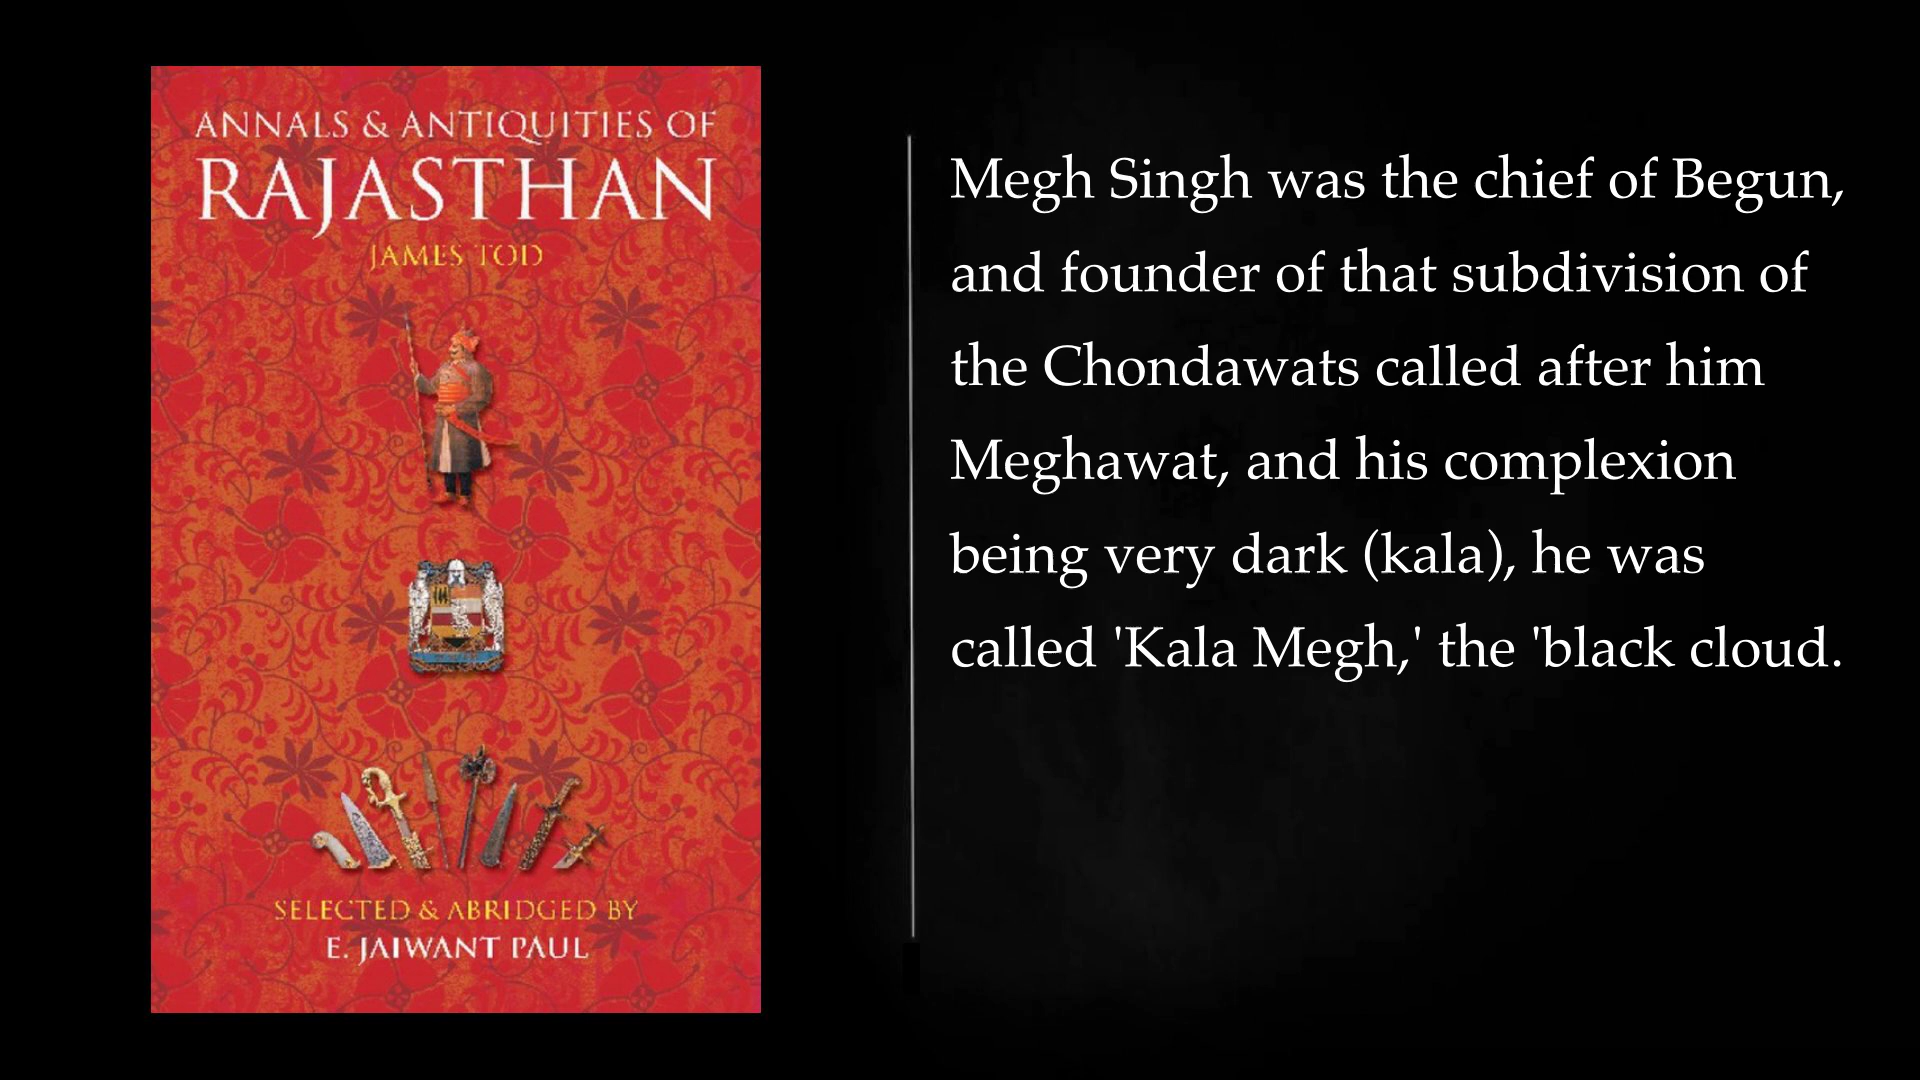 ANNALS & ANTIQUITIES OF
RAJASTHAN
JAMES TOD
SELECTED & ABRIDGED BY
E. JAIWANT PAUL
Megh Singh was the chief of Begun,
and founder of that subdivision of
the Chondawats called after him
Meghawat, and his complexion
being very dark (kala), he was
called 'Kala Megh,' the 'black cloud.